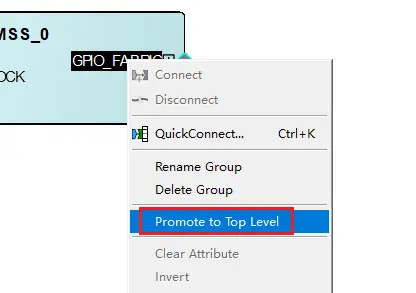 MSS_0
GPIO_FABRIC
OCK
Connect
Disconnect
QuickConnect... Ctrl+K
Rename Group
Delete Group
Promote to Top Level
Clear Attribute
Invert